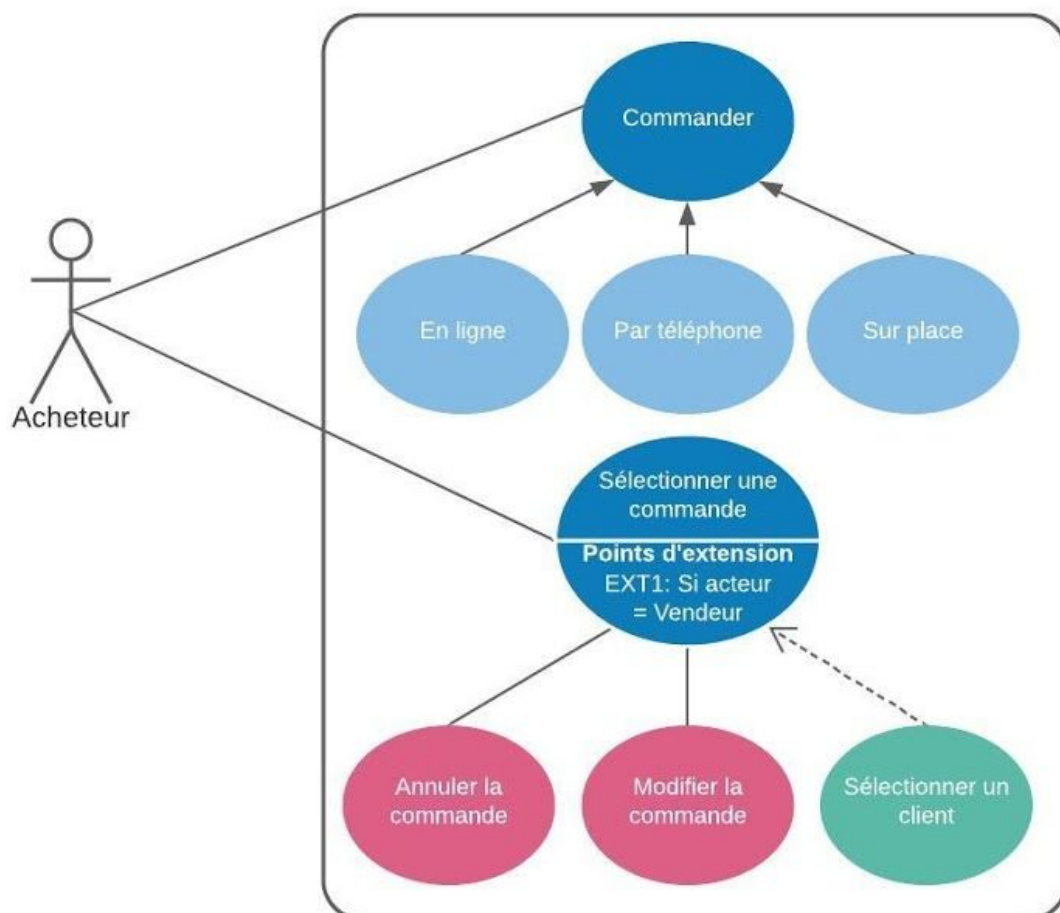 Commander
En ligne
Par téléphone
Sur place
Acheteur
Sélectionner une
commande
Points d'extension
EXT1: Si acteur
= Vendeur
Annuler la
commande
Modifier la
commande
Sélectionner un
client